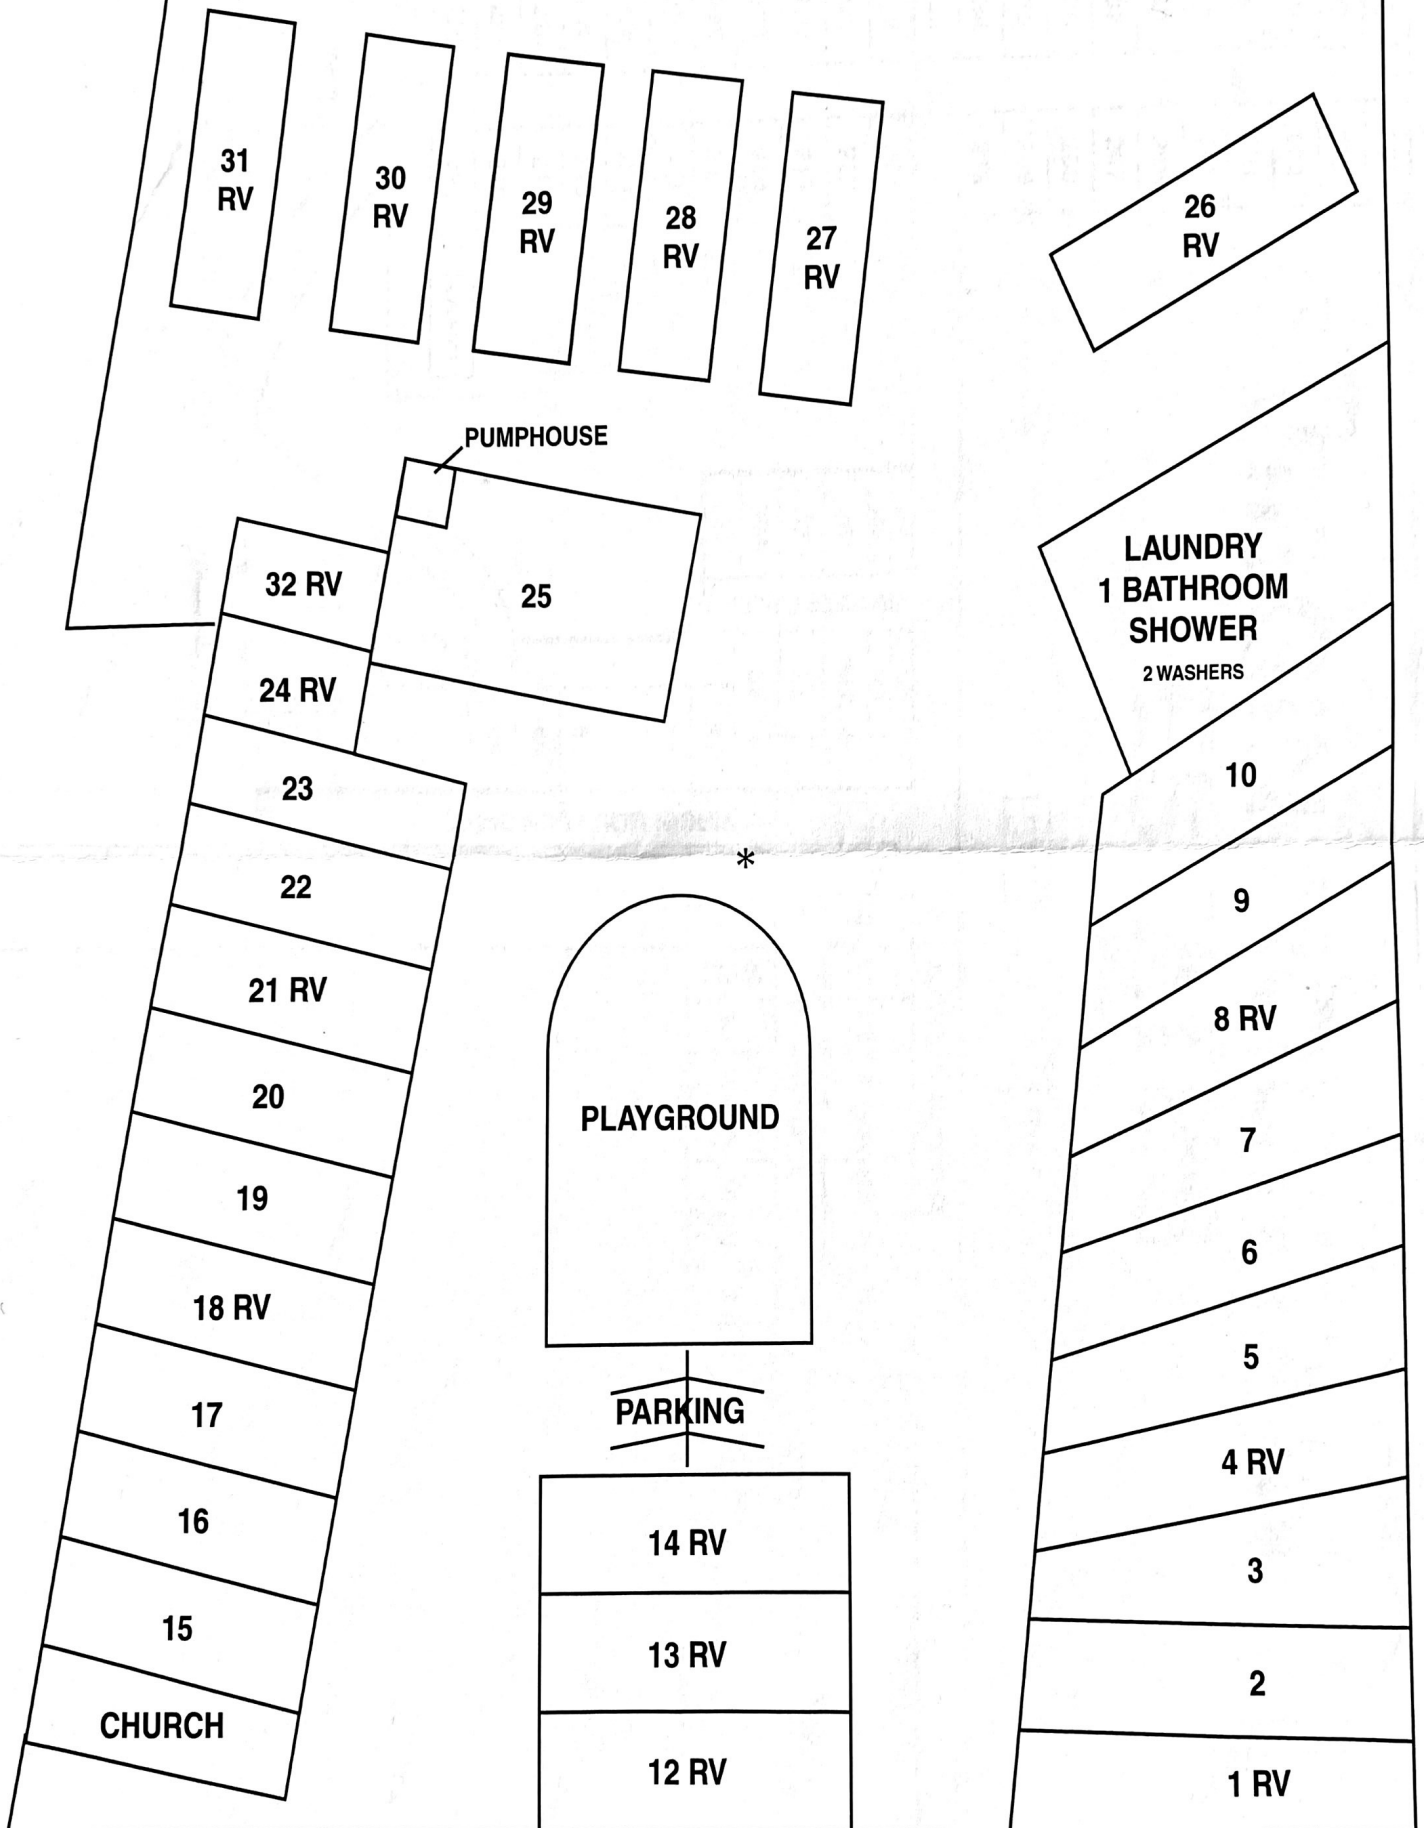 31
RV
30
RV
29
RV
28
RV
27
RV
26
RV
PUMPHOUSE
32 RV
25
24 RV
LAUNDRY
1 BATHROOM
SHOWER
2 WASHERS
23
22
21 RV
20
19
18 RV
17
16
15
CHURCH
*
PLAYGROUND
PARKING
14 RV
13 RV
12 RV
10
9
8 RV
7
6
5
4 RV
3
2
1 RV